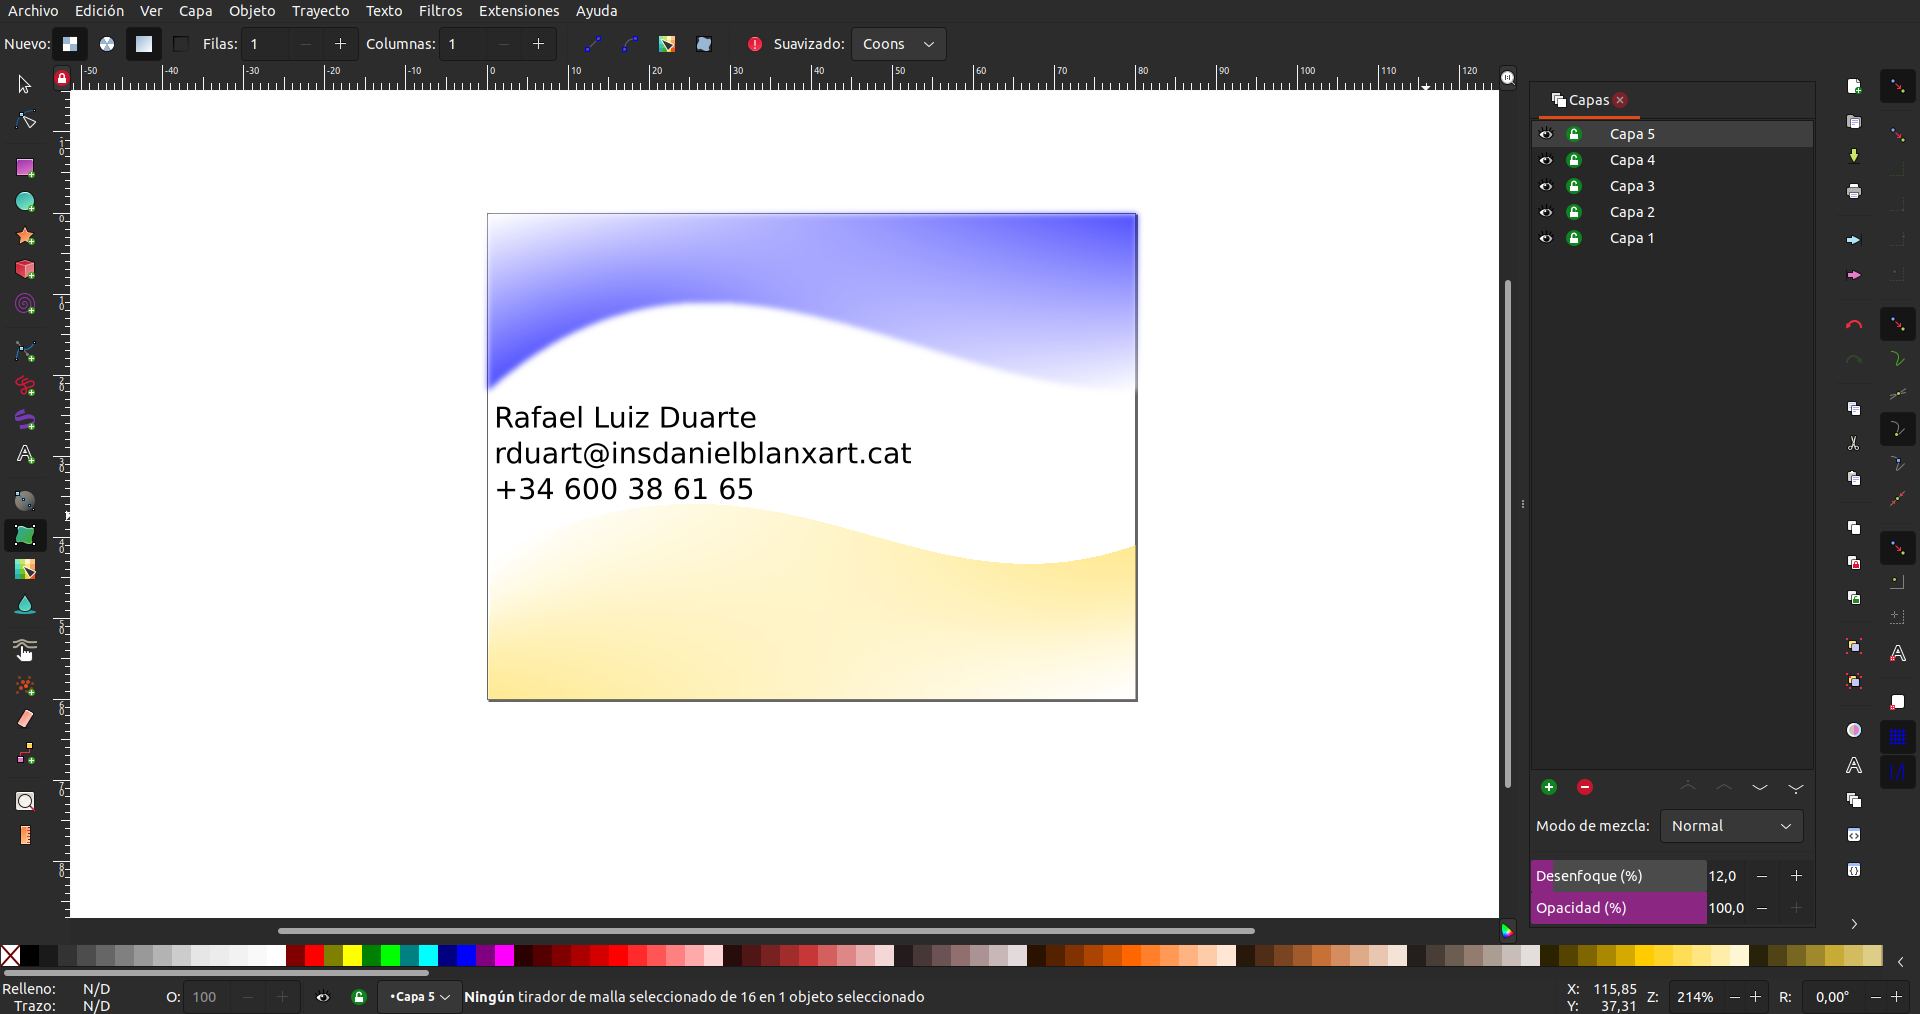 Archivo Edición Ver Capa Objeto Trayecto Texto Filtros Extensiones Ayuda
Nuevo: Filas: 1 Columnas: 1 Suavizado: Coons
-50 -40 -30 -20 -10 0 10 20 30 40 50 60 70 80 90 100 110 120
Capas
Capa 5
Capa 4
Capa 3
Capa 2
Capa 1
Rafael Luiz Duarte
rduart@insdanielblanxart.cat
+34 600 38 61 65
Modo de mezcla: Normal
Desenfoque (%) 12,0
Opacidad (%) 100,0
Relleno: N/D
Trazo: N/D
O: 100
•Capa 5
Ningún tirador de malla seleccionado de 16 en 1 objeto seleccionado
X: 115,85
Y: 37,31
Z: 214%
R: 0,00°